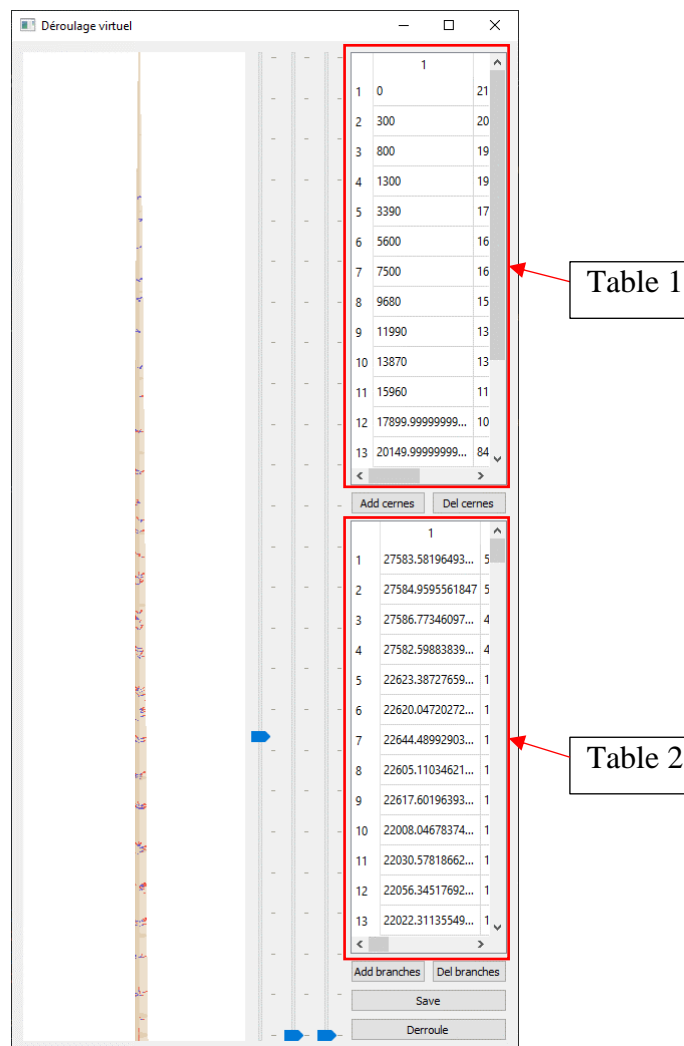 Déroulage virtuel
1
1 0 21
2 300 20
3 800 19
4 1300 19
5 3390 17
6 5600 16
7 7500 16
8 9680 15
9 11990 13
10 13870 13
11 15960 11
12 17899.99999999... 10
13 20149.99999999... 84
Table 1
Add cernes Del cernes
1
1 27583.58196493... 5
2 27584.9595561847 5
3 27586.77346097... 4
4 27582.59883839... 4
5 22623.38727659... 1
6 22620.04720272... 1
7 22644.48992903... 1
8 22605.11034621... 1
9 22617.60196393... 1
10 22008.04678374... 1
11 22030.57818662... 1
12 22056.34517692... 1
13 22022.31135549... 1
Table 2
Add branches Del branches
Save
Derroule